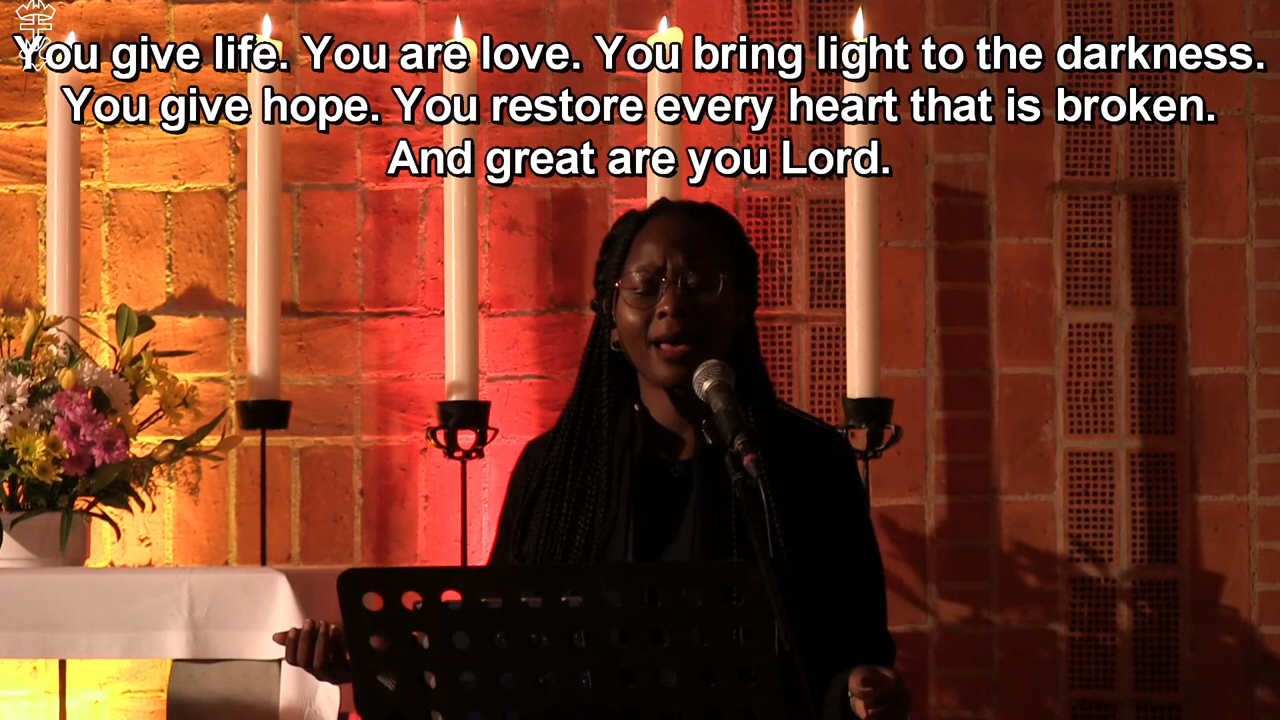 You give life. You are love. You bring light to the darkness.
You give hope. You restore every heart that is broken.
And great are you Lord.